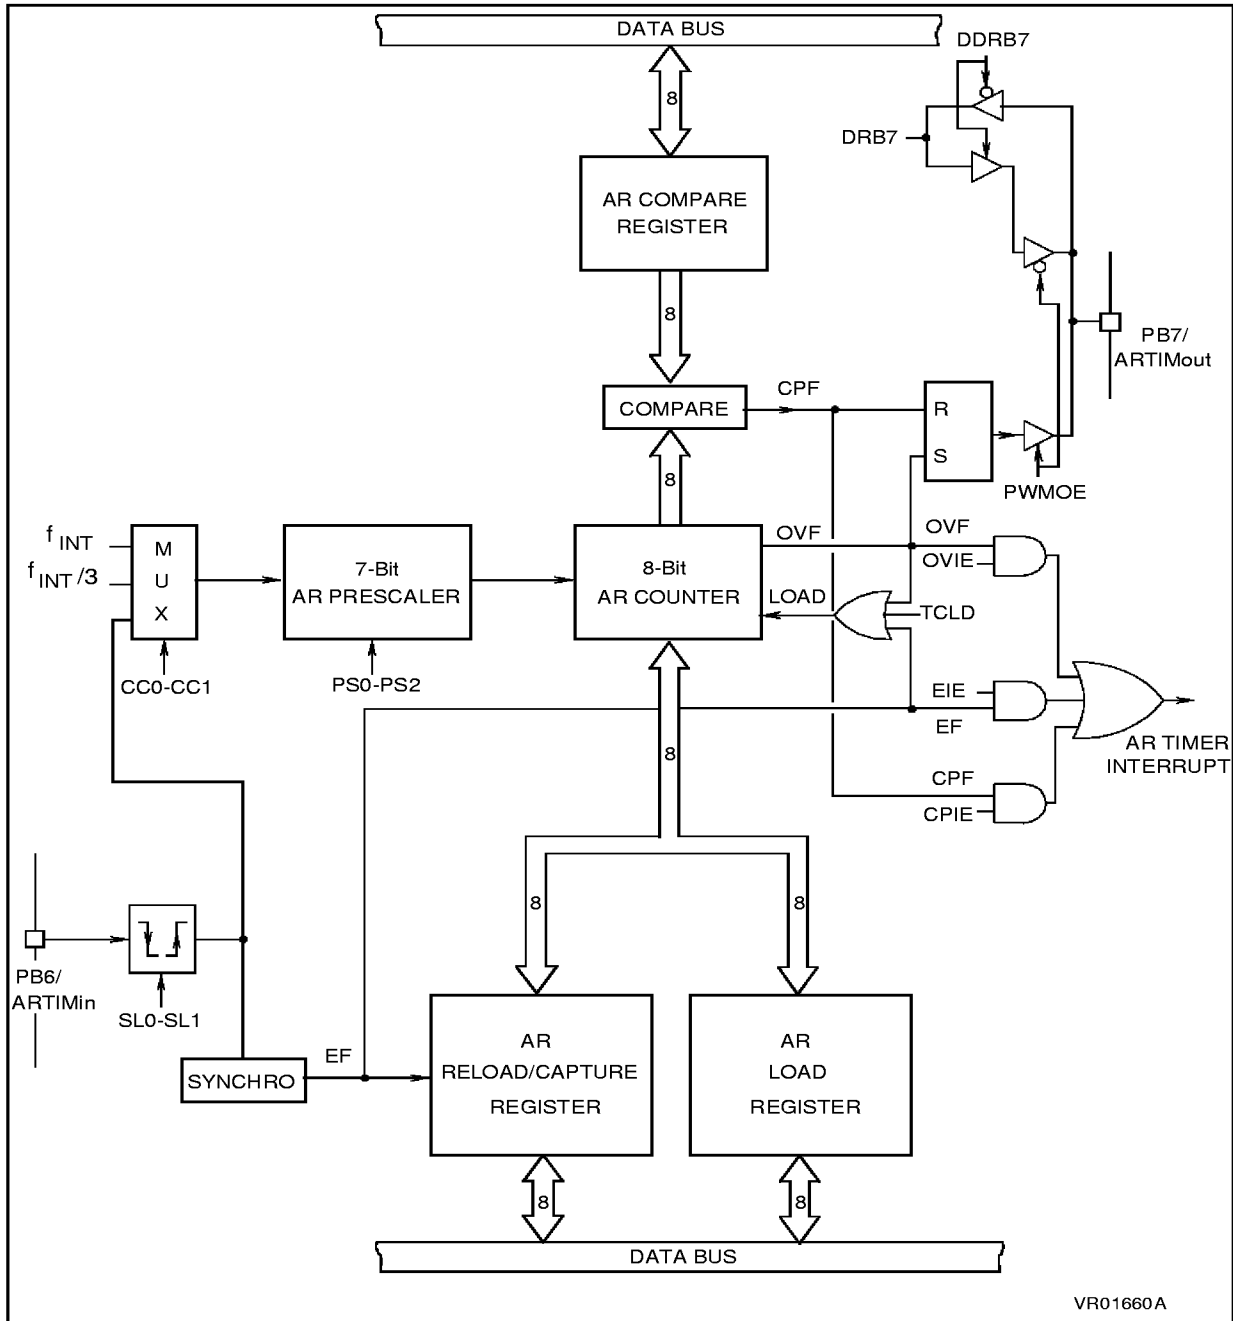 DATA BUS
DDRB7
8
DRB7
AR COMPARE
REGISTER
8
PB7/
ARTIMout
CPF
COMPARE
R
S
8
PWMOE
f INT
f INT /3
M
U
X
7-Bit
AR PRESCALER
8-Bit
AR COUNTER
OVF
OVF
OVIE
LOAD
TCLD
CC0-CC1
PS0-PS2
EIE
EF
8
AR TIMER
INTERRUPT
CPF
CPIE
8
8
PB6/
ARTIMin
SL0-SL1
SYNCHRO
EF
AR
RELOAD/CAPTURE
REGISTER
AR
LOAD
REGISTER
8
8
DATA BUS
VR01660A